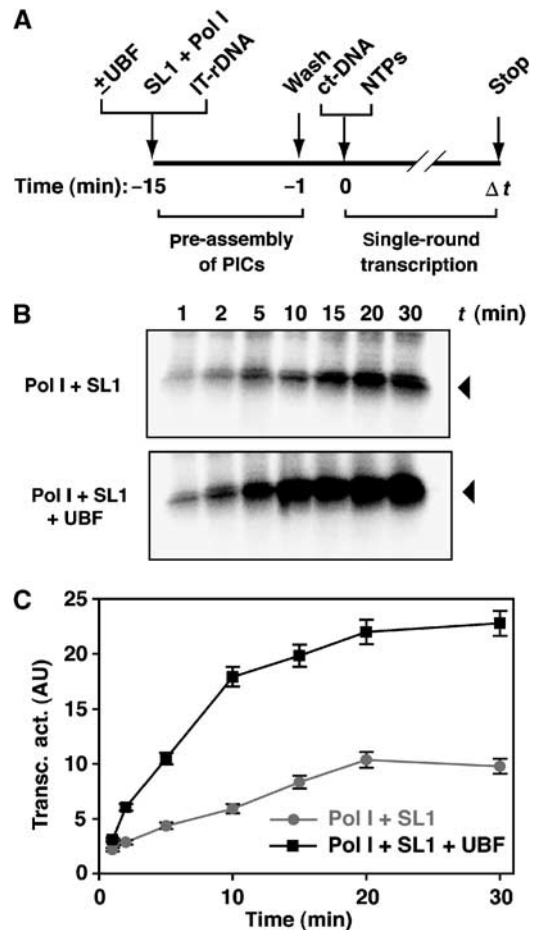 A
±UBF
SL1 + Pol I
IT-rDNA
Wash
ct-DNA
NTPs
Stop
Time (min): –15 –1 0 Δt
pre-assembly
of PICs
Single-round
transcription
B
1 2 5 10 15 20 30 t (min)
Pol I + SL1
Pol I + SL1
+ UBF
C
Transc. act. (AU)
25
20
15
10
5
0
Pol I + SL1
Pol I + SL1 + UBF
0 10 20 30
Time (min)